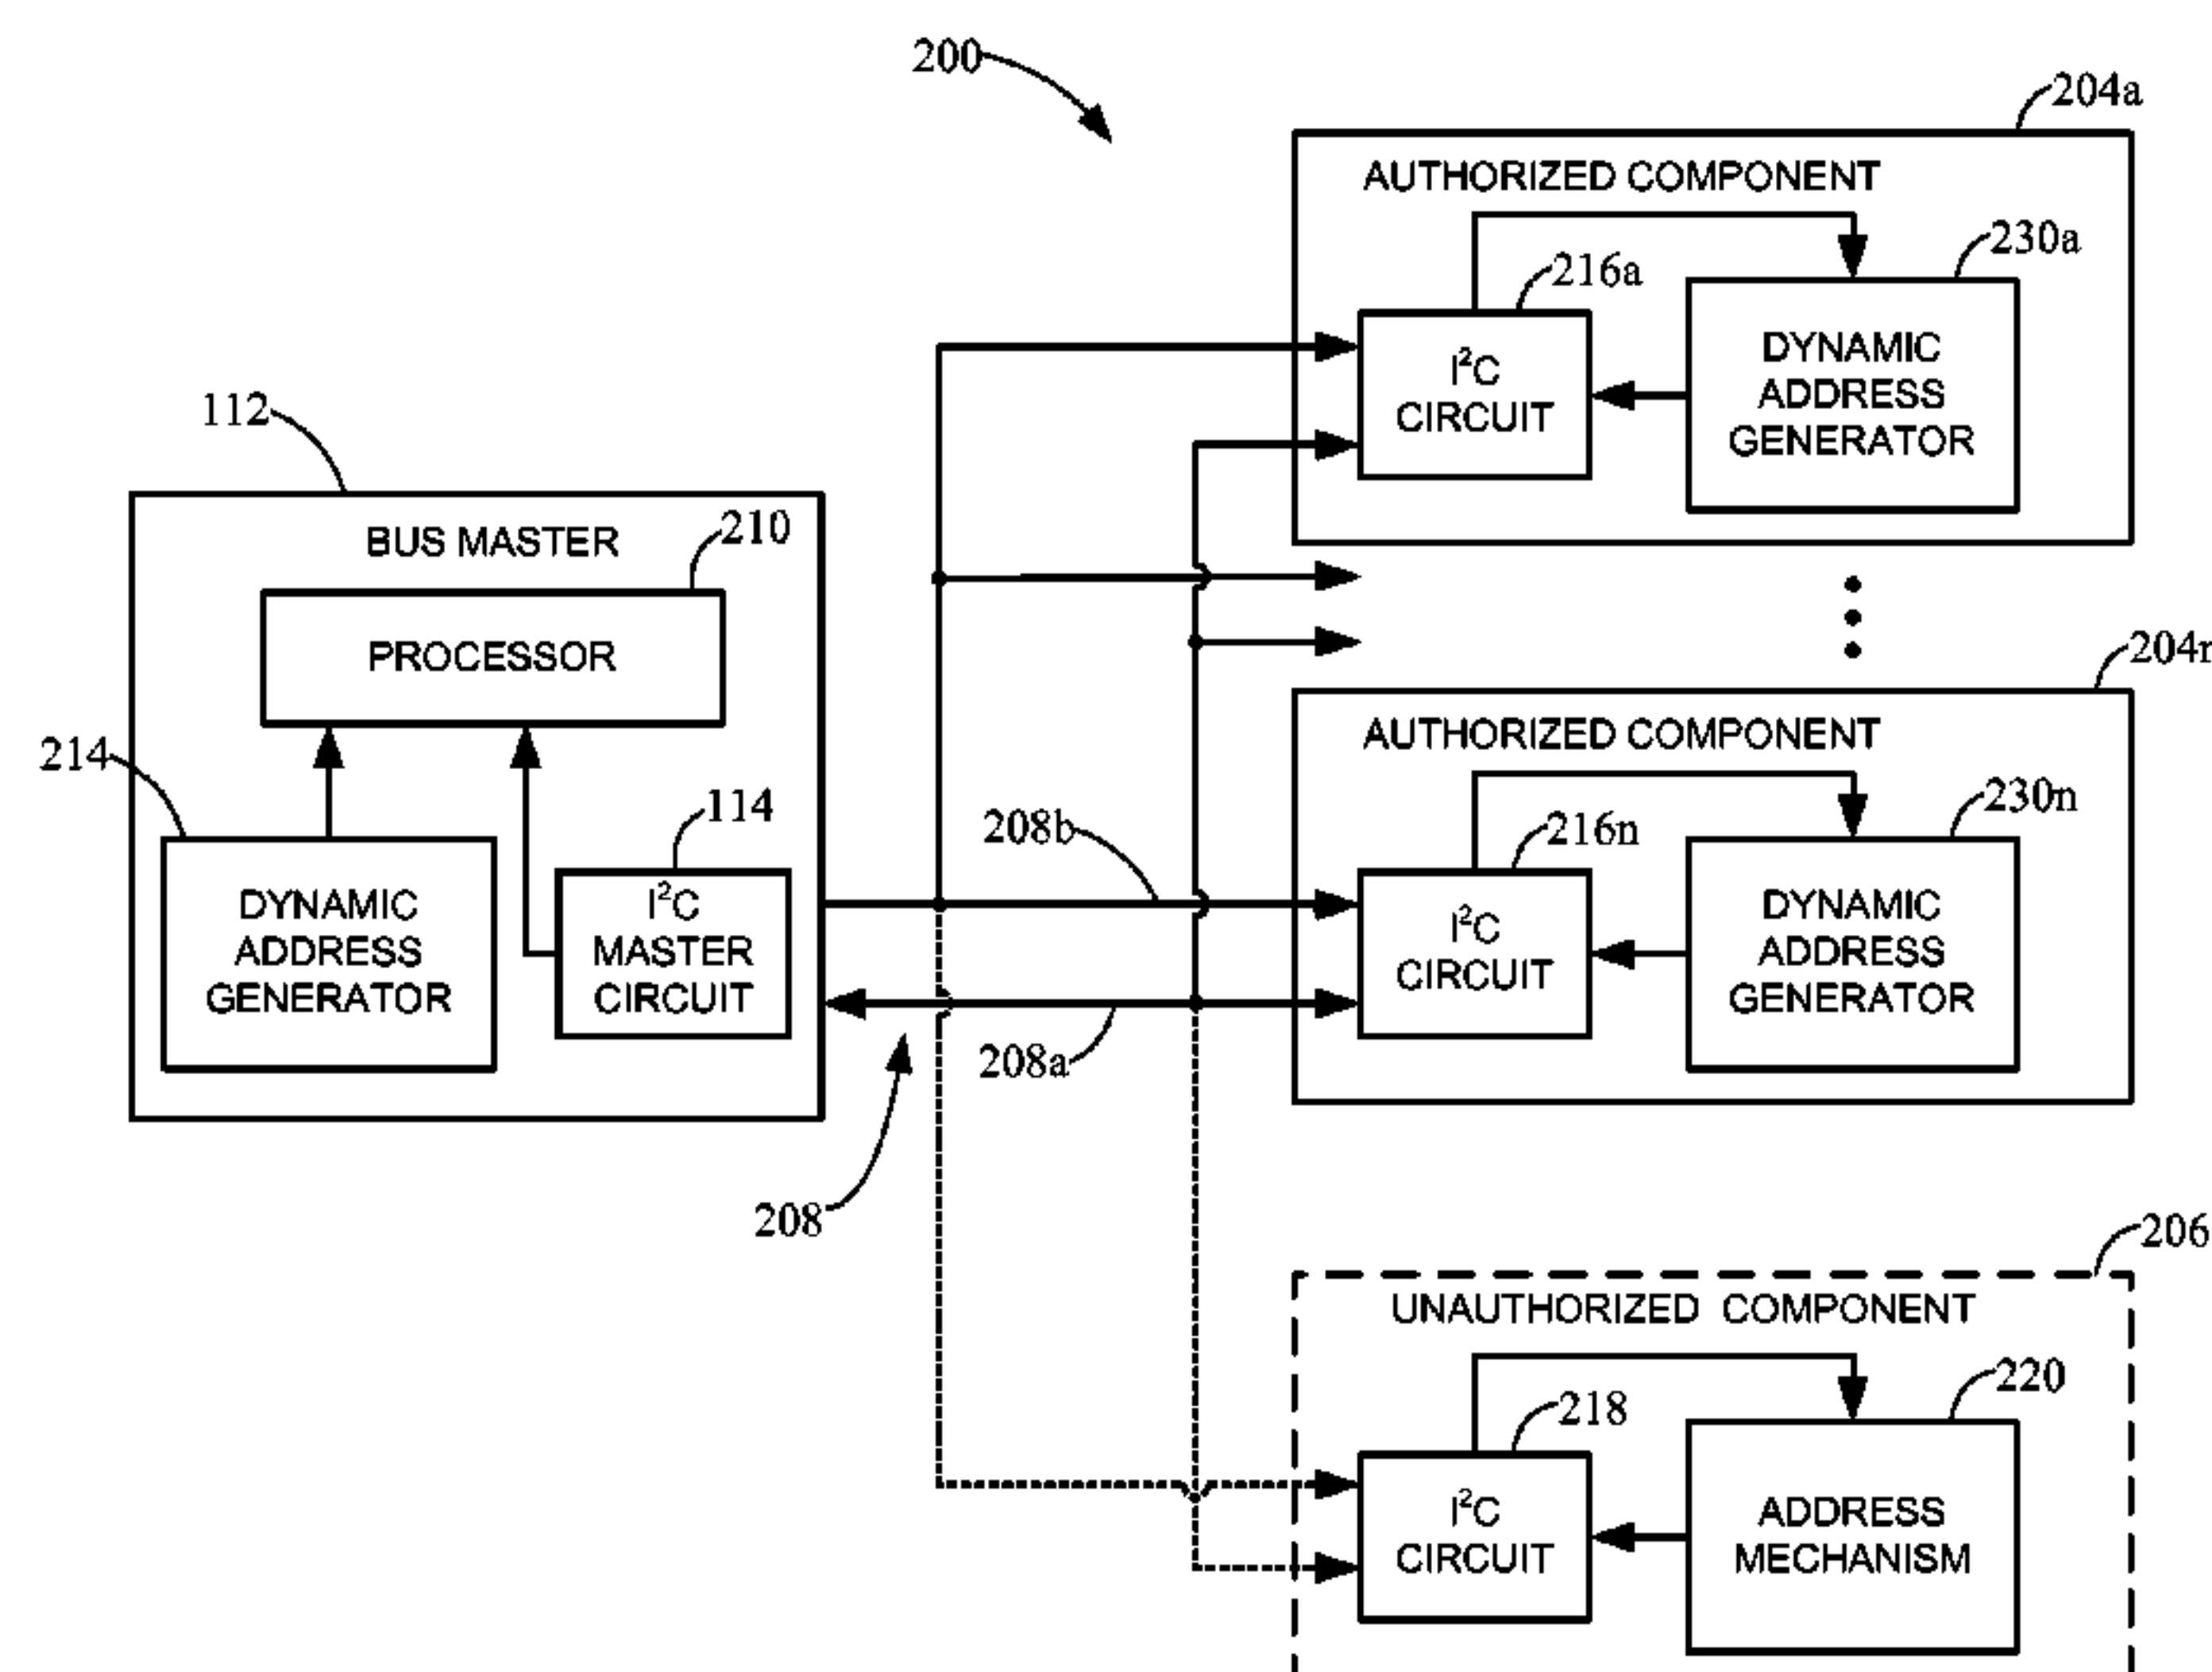 200
204a
AUTHORIZED COMPONENT
230a
216a
I²C
CIRCUIT
DYNAMIC
ADDRESS
GENERATOR
112
BUS MASTER
210
PROCESSOR
214
DYNAMIC
ADDRESS
GENERATOR
114
I²C
MASTER
CIRCUIT
208b
208a
208
AUTHORIZED COMPONENT
230n
216n
I²C
CIRCUIT
DYNAMIC
ADDRESS
GENERATOR
206
UNAUTHORIZED COMPONENT
220
218
I²C
CIRCUIT
ADDRESS
MECHANISM